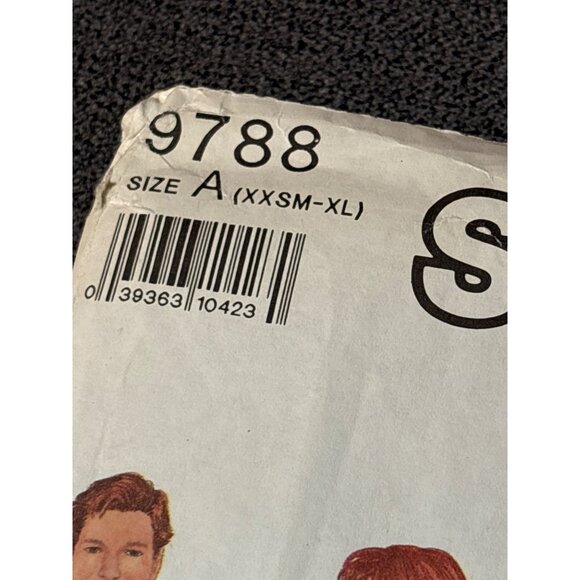 9788
SIZE A (XXSM-XL)
S
0 39363 10423